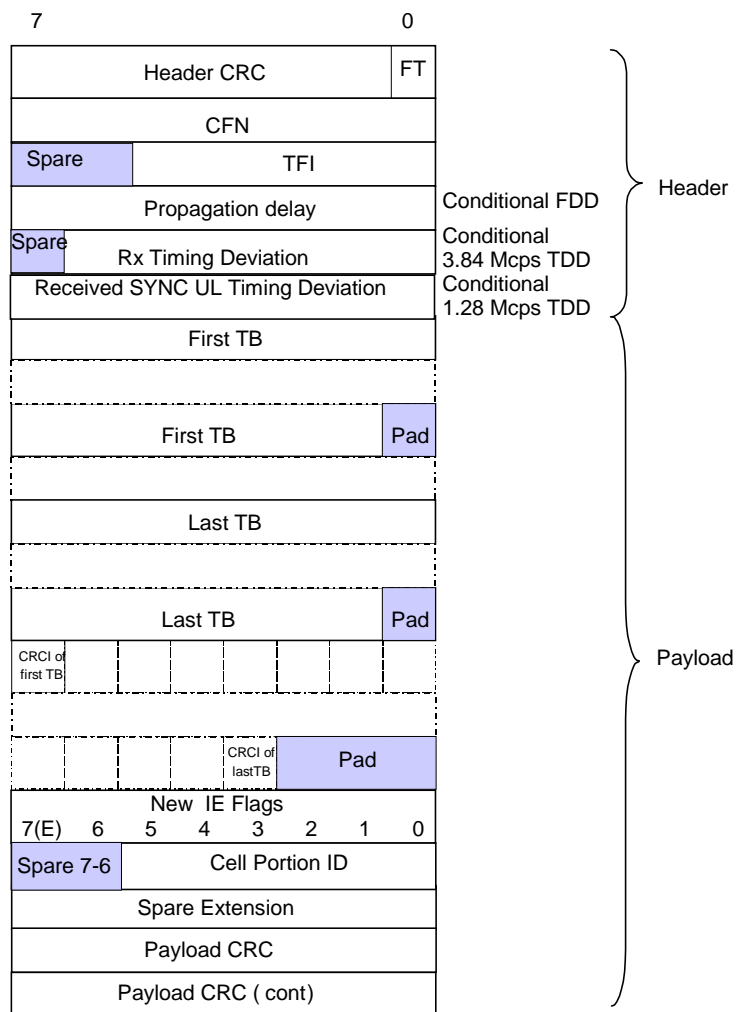 7 0
Header CRC FT
CFN
Spare TFI
Propagation delay Conditional FDD
Spare Rx Timing Deviation Conditional
3.84 Mcps TDD
Received SYNC UL Timing Deviation Conditional
1.28 Mcps TDD
Header
First TB
First TB Pad
Last TB
Last TB Pad
CRCI of
first TB
Payload
CRCI of
lastTB
Pad
New IE Flags
7(E) 6 5 4 3 2 1 0
Spare 7-6 Cell Portion ID
Spare Extension
Payload CRC
Payload CRC ( cont)